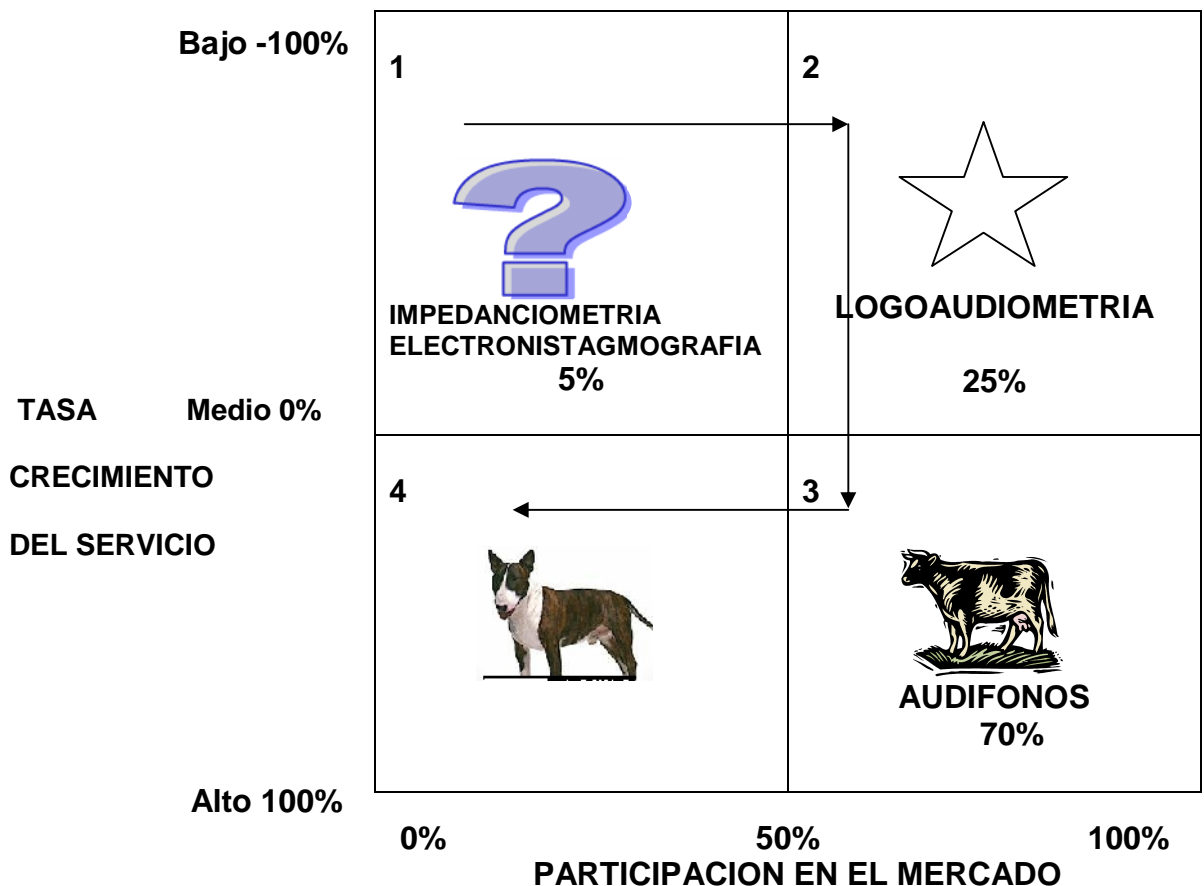 Bajo -100%
1
2
IMPEDANCIOMETRIA
ELECTRONISTAGMOGRAFIA
5%
LOGOAUDIOMETRIA
25%
TASA Medio 0%
CRECIMIENTO
DEL SERVICIO
4
3
AUDIFONOS
70%
Alto 100%
0% 50% 100%
PARTICIPACION EN EL MERCADO